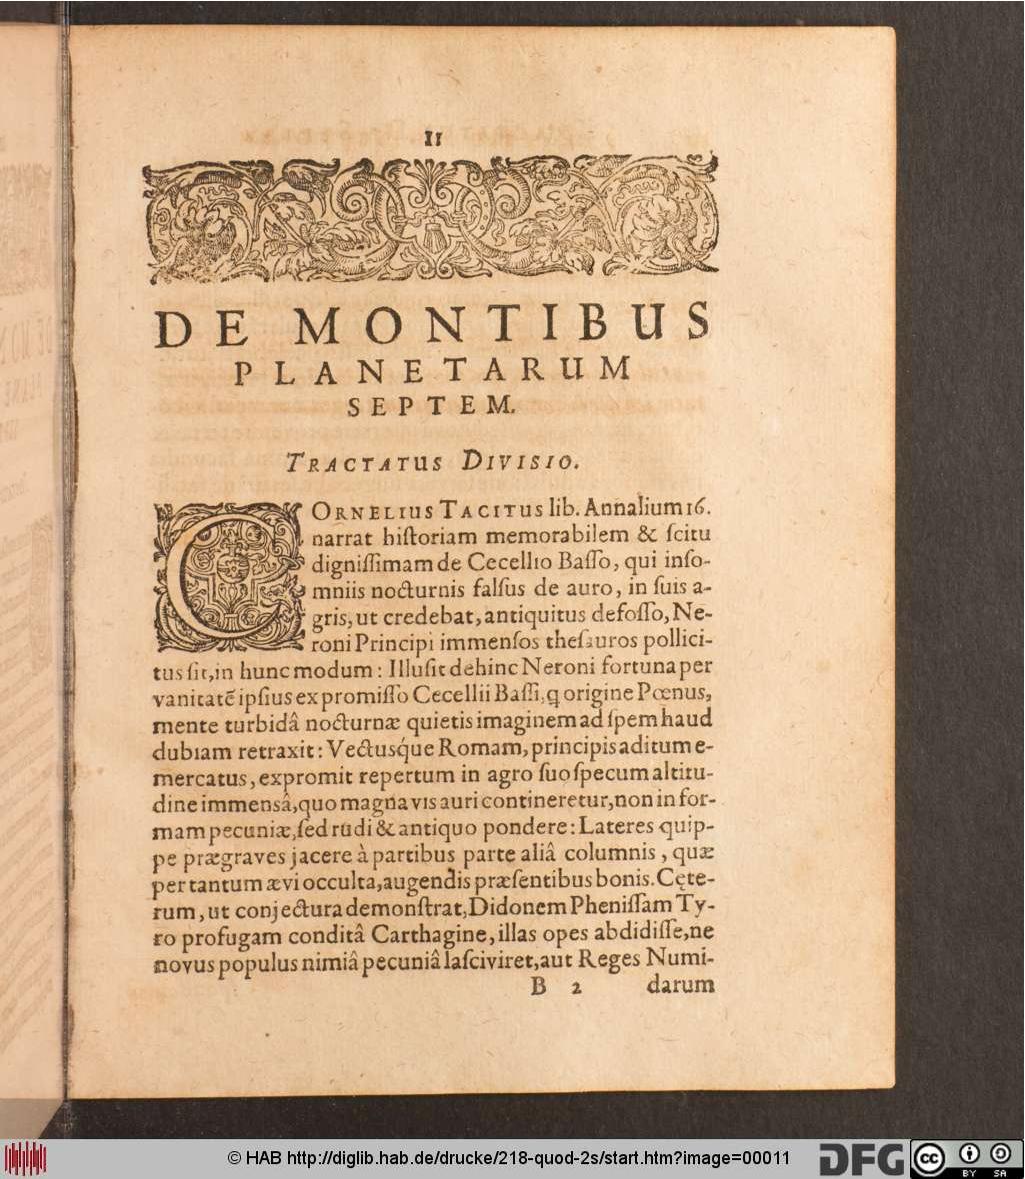 11
DE MONTIBUS
PLANETARUM
SEPTEM.
TRACTATUS DIVISIO.
CORNELIUS TACITUS lib. Annalium 16.
narrat hiſtoriam memorabilem & ſcitu
digniſſimam de Cecellio Baſſo, qui inſo-
mniis nocturnis falſus de auro, in ſuis a-
gris, ut credebat, antiquitus defoſſo, Ne-
roni Principi immenſos theſauros pollici-
tus ſit, in hunc modum: Illuſit dehinc Neroni fortuna per
vanitatẽ ipſius ex promiſſo Cecellii Baſſi, ꝗ origine Pœnus,
mente turbidâ nocturnæ quietis imaginem ad ſpem haud
dubiam retraxit: Vectusq́ue Romam, principis aditum e-
mercatus, expromit repertum in agro ſuo ſpecum altitu-
dine immensâ, quo magna vis auri contineretur, non in for-
mam pecuniæ, ſed rudi & antiquo pondere: Lateres quip-
pe prægraves jacere à partibus parte aliâ columnis, quæ
per tantum ævi occulta, augendis præſentibus bonis. Cęte-
rum, ut conjectura demonſtrat, Didonem Pheniſſam Ty-
ro profugam conditâ Carthagine, illas opes abdidiſſe, ne
novus populus nimiâ pecuniâ laſciviret, aut Reges Numi-
B 2 darum
© HAB http://diglib.hab.de/drucke/218-quod-2s/start.htm?image=00011
DFG
cc BY SA